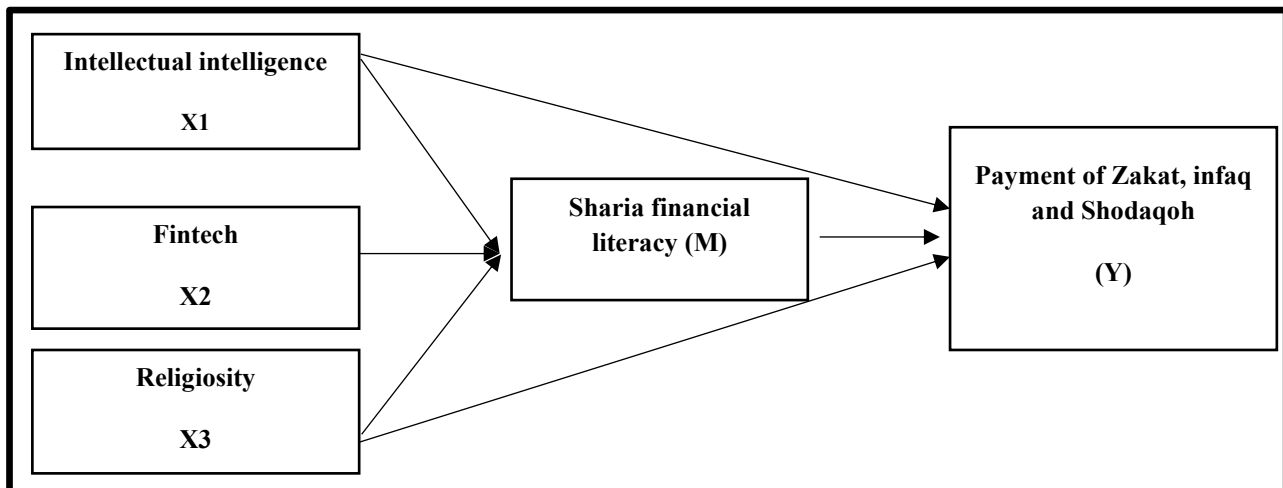 Intellectual intelligence
X1
Fintech
X2
Religiosity
X3
Sharia financial
literacy (M)
Payment of Zakat, infaq
and Shodaqoh
(Y)